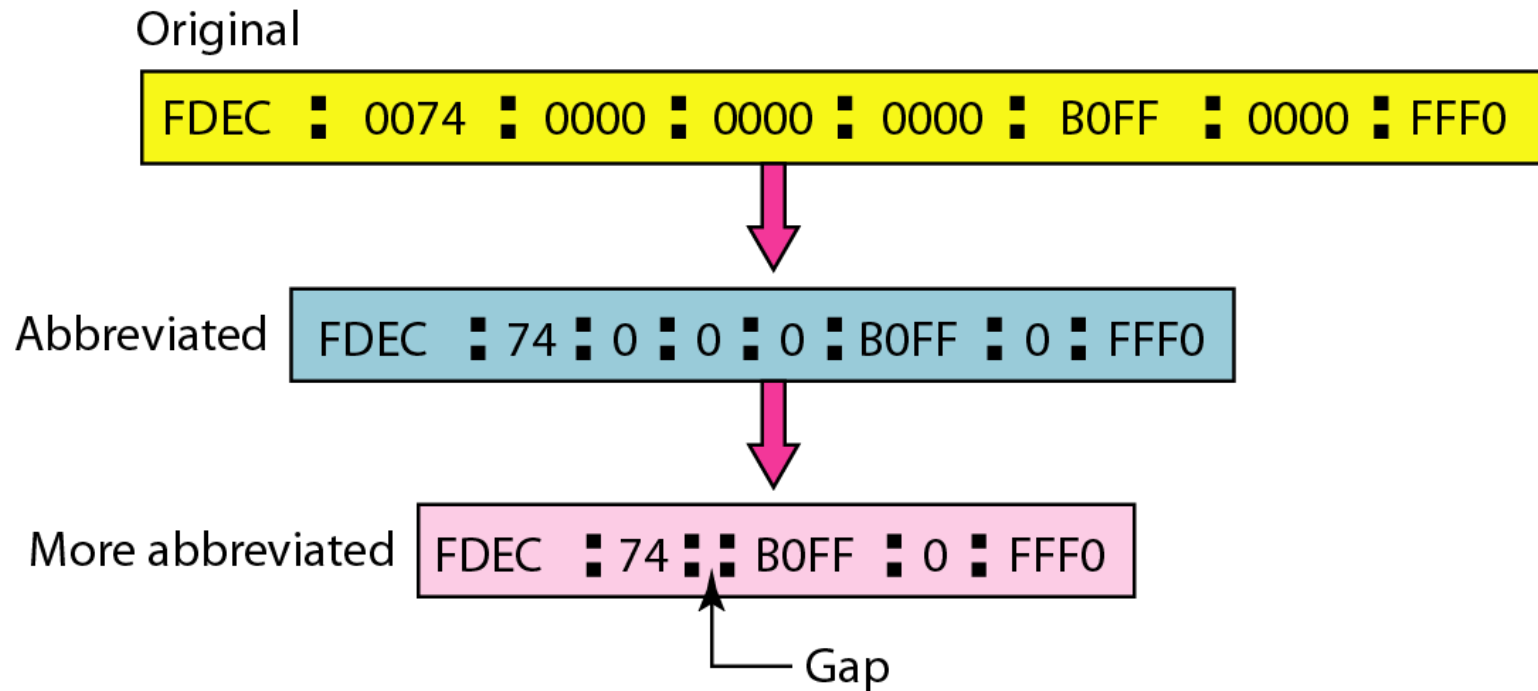 Original
FDEC : 0074 : 0000 : 0000 : 0000 : B0FF : 0000 : FFF0
Abbreviated
FDEC : 74 : 0 : 0 : 0 : B0FF : 0 : FFF0
More abbreviated
FDEC : 74 : : B0FF : 0 : FFF0
Gap